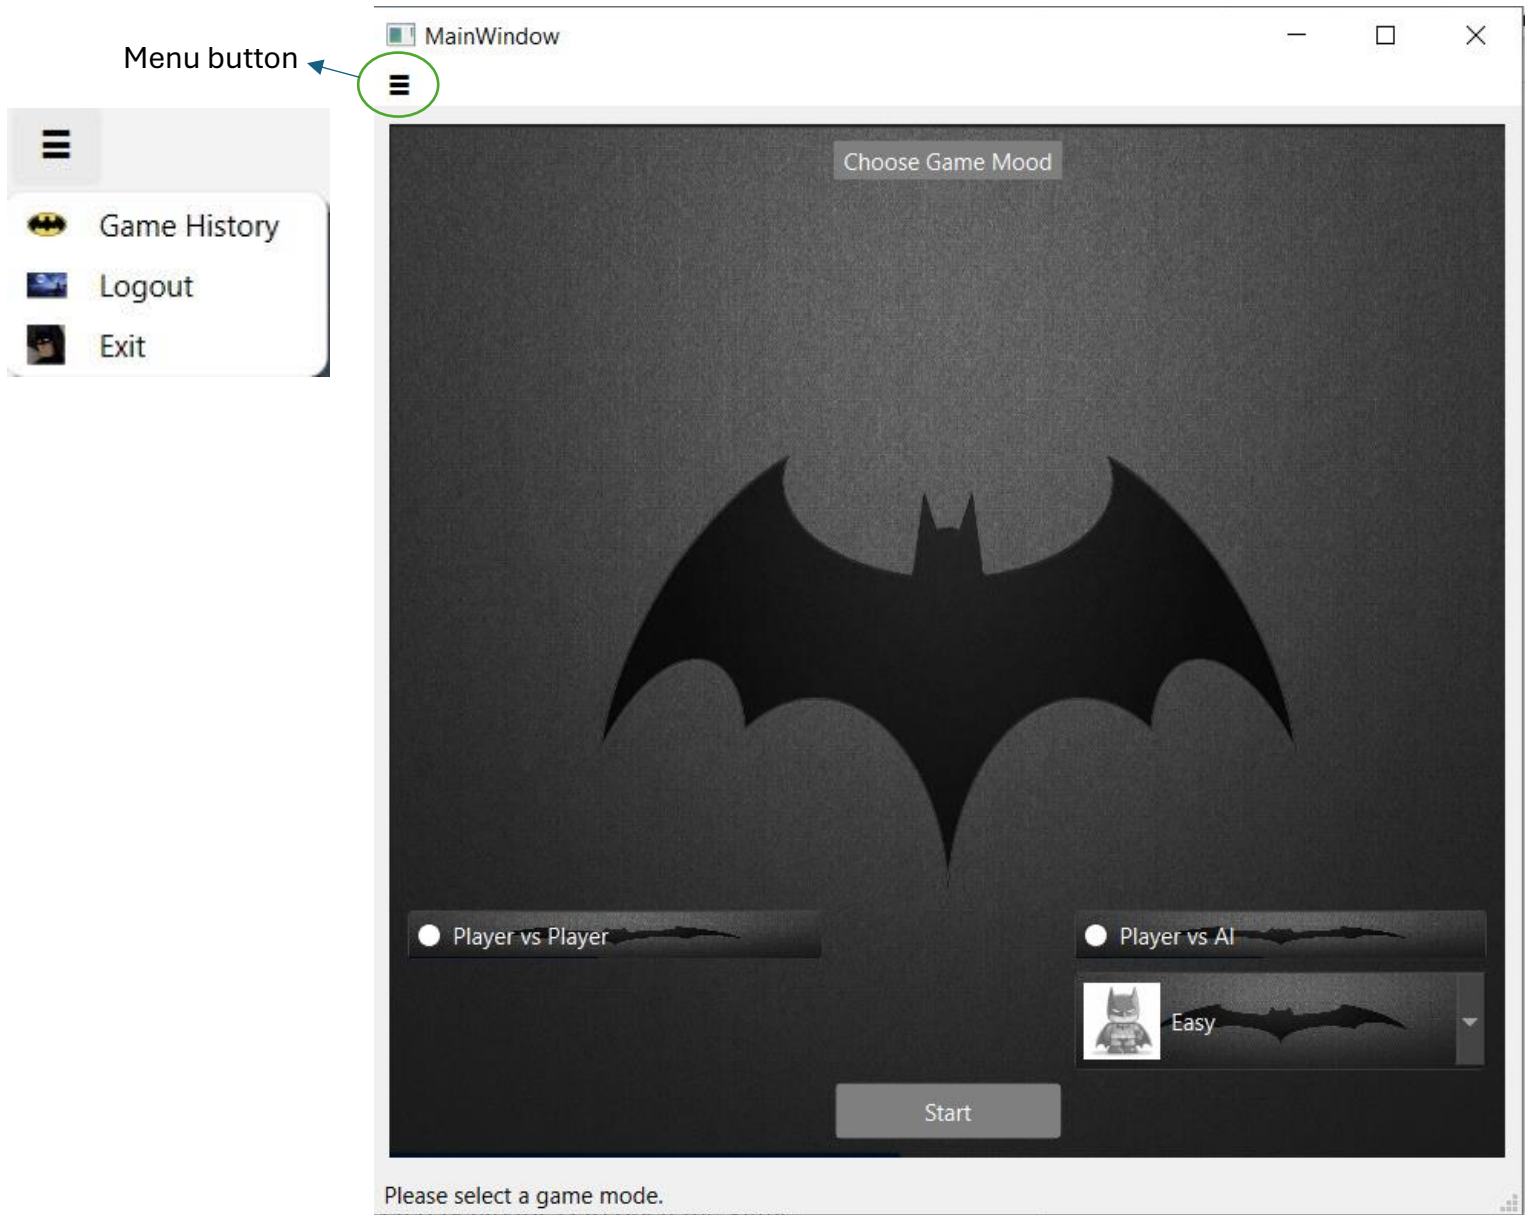 MainWindow
Menu button
Game History
Logout
Exit
Choose Game Mood
Player vs Player
Player vs AI
Easy
Start
Please select a game mode.